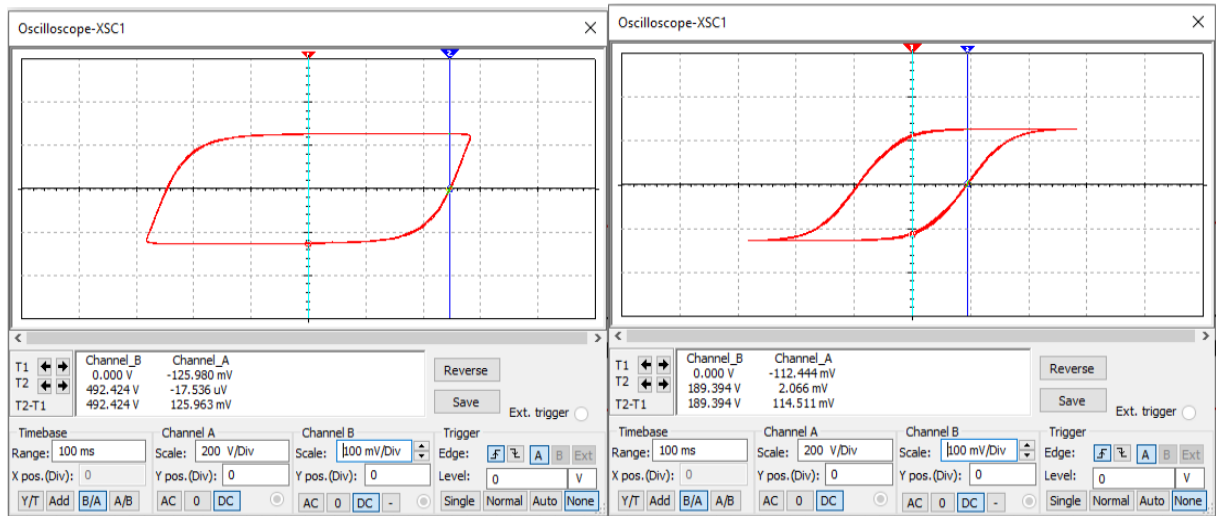 Oscilloscope-XSC1 ×
1 2
T1 Channel_B Channel_A
T2 0.000 V -125.980 mV
492.424 V -17.536 uV
T2-T1 492.424 V 125.963 mV
Reverse
Save
Ext. trigger
Timebase Channel A Channel B Trigger
Range: 100 ms Scale: 200 V/Div Scale: 100 mV/Div Edge: A B Ext
X pos.(Div): 0 Y pos.(Div): 0 Y pos.(Div): 0 Level: 0 V
Y/T Add B/A A/B AC 0 DC AC 0 DC - Single Normal Auto None
Oscilloscope-XSC1 ×
1 2
T1 Channel_B Channel_A
T2 0.000 V -112.444 mV
189.394 V 2.066 mV
T2-T1 189.394 V 114.511 mV
Reverse
Save
Ext. trigger
Timebase Channel A Channel B Trigger
Range: 100 ms Scale: 200 V/Div Scale: 100 mV/Div Edge: A B Ext
X pos.(Div): 0 Y pos.(Div): 0 Y pos.(Div): 0 Level: 0 V
Y/T Add B/A A/B AC 0 DC AC 0 DC - Single Normal Auto None